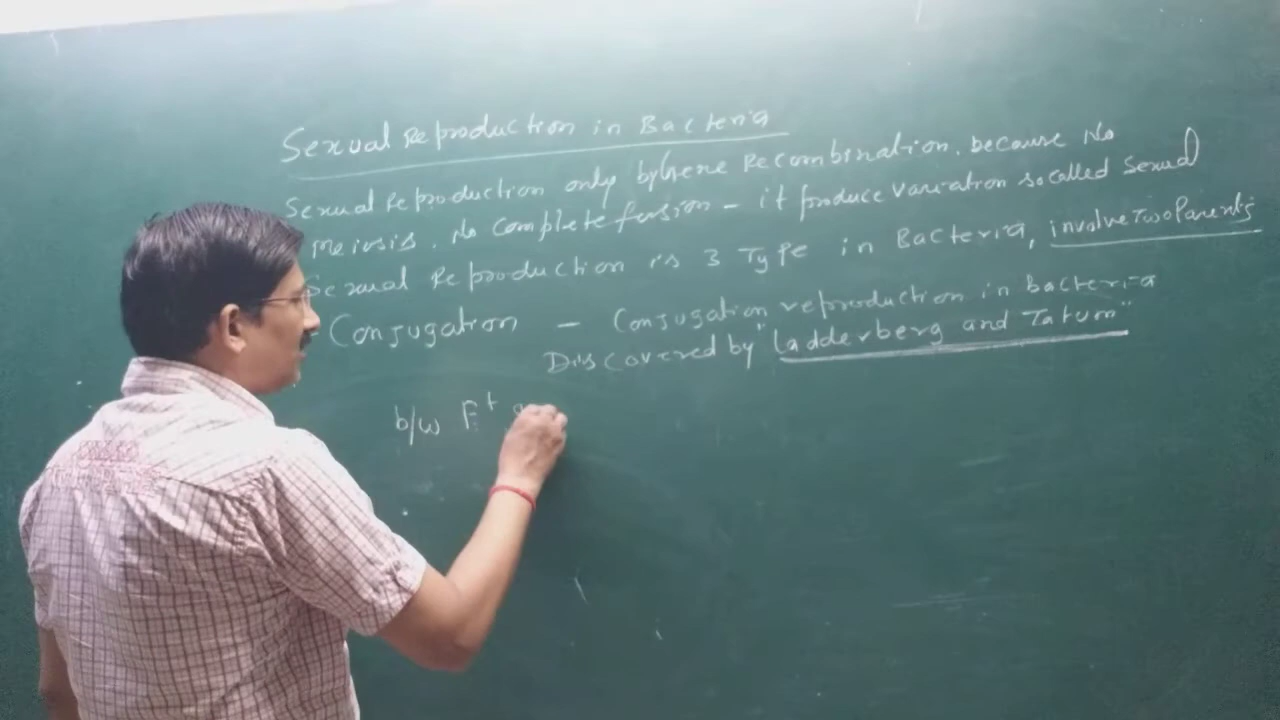 Sexual Reproduction in Bacteria
Sexual Reproduction only by Gene Recombination. because No
meiosis. No complete fusion - it produce variation so called sexual
Sexual Reproduction is 3 Type in Bacteria, involve Two Parents
- Conjugation - Conjugation reproduction in bacteria
Discovered by "Ladderberg and Tatum"
b/w F+